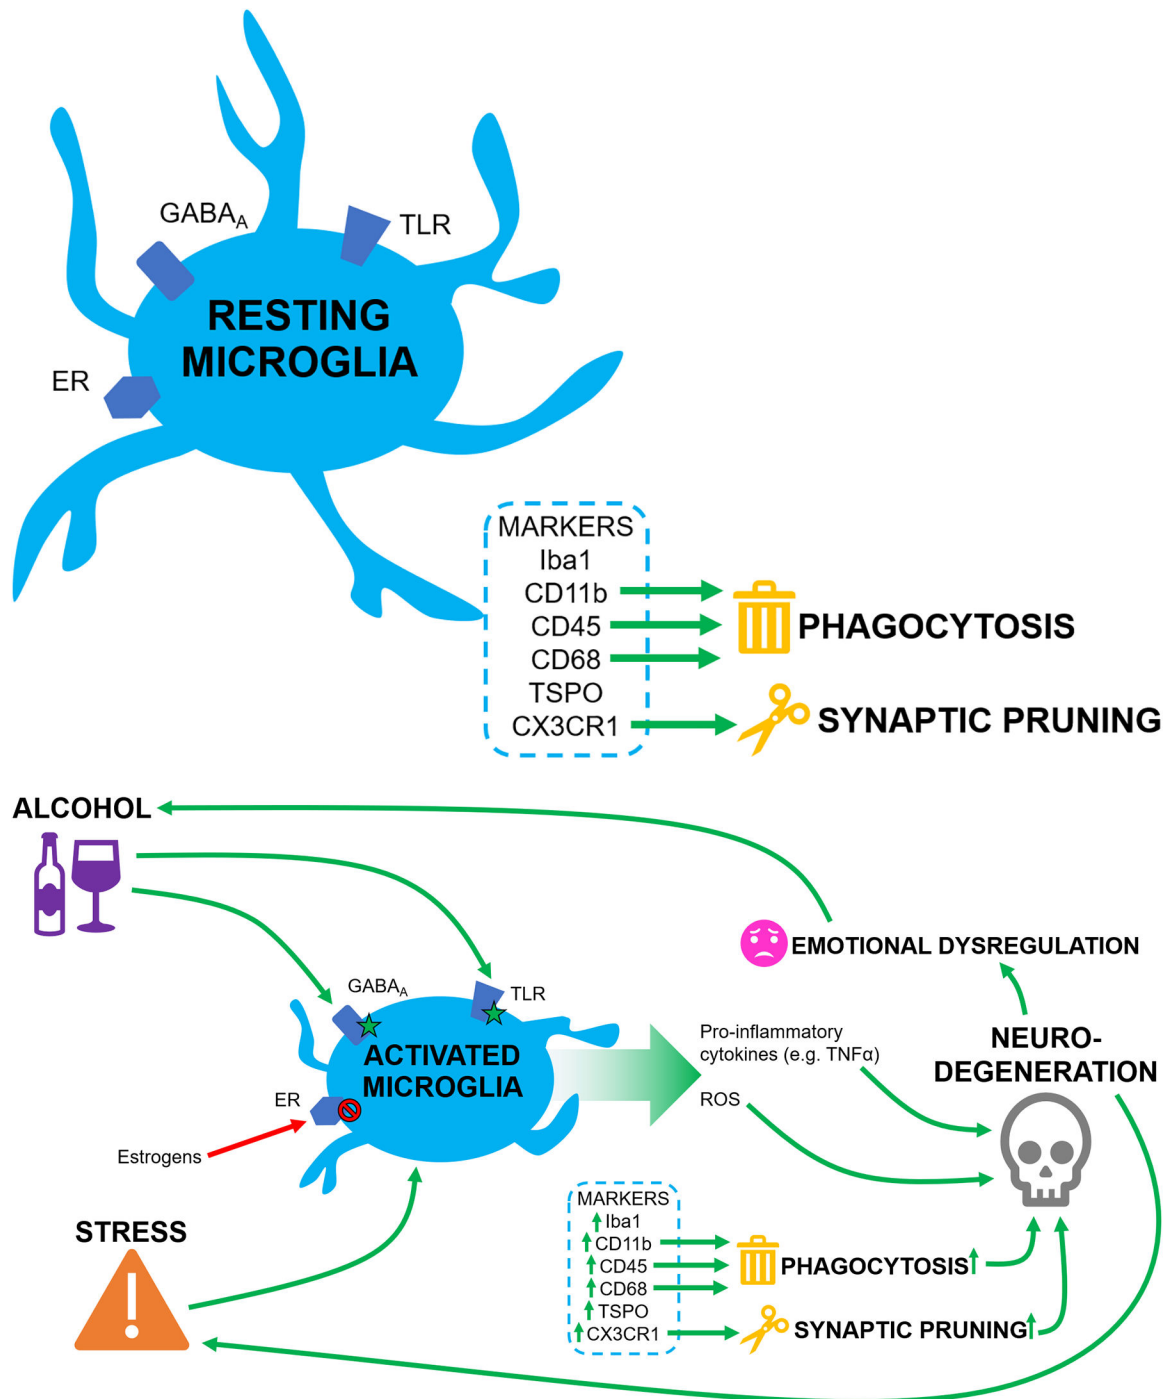 GABA_A
TLR
RESTING
MICROGLIA
ER
MARKERS
Iba1
CD11b
CD45
CD68
TSPO
CX3CR1
PHAGOCYTOSIS
SYNAPTIC PRUNING
ALCOHOL
EMOTIONAL DYSREGULATION
GABA_A
TLR
ACTIVATED
MICROGLIA
ER
Estrogens
Pro-inflammatory
cytokines (e.g. TNFα)
ROS
NEURO-
DEGENERATION
STRESS
MARKERS
Iba1
CD11b
CD45
CD68
TSPO
CX3CR1
PHAGOCYTOSIS
SYNAPTIC PRUNING